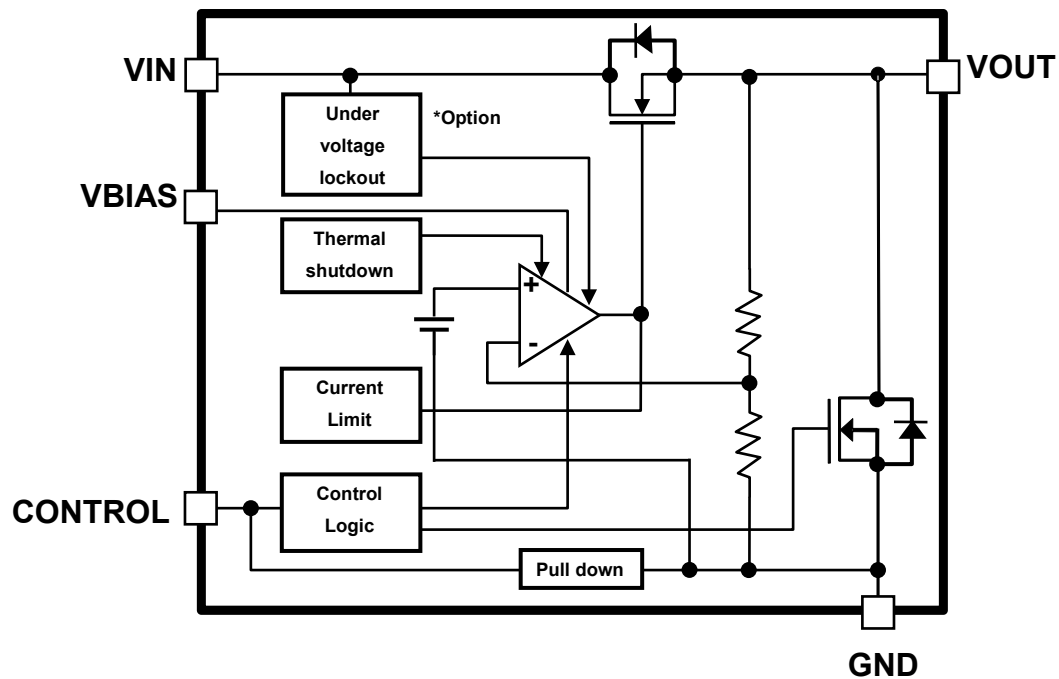 VIN
VOUT
Under
voltage
lockout
*Option
VBIAS
Thermal
shutdown
+
-
Current
Limit
CONTROL
Control
Logic
Pull down
GND